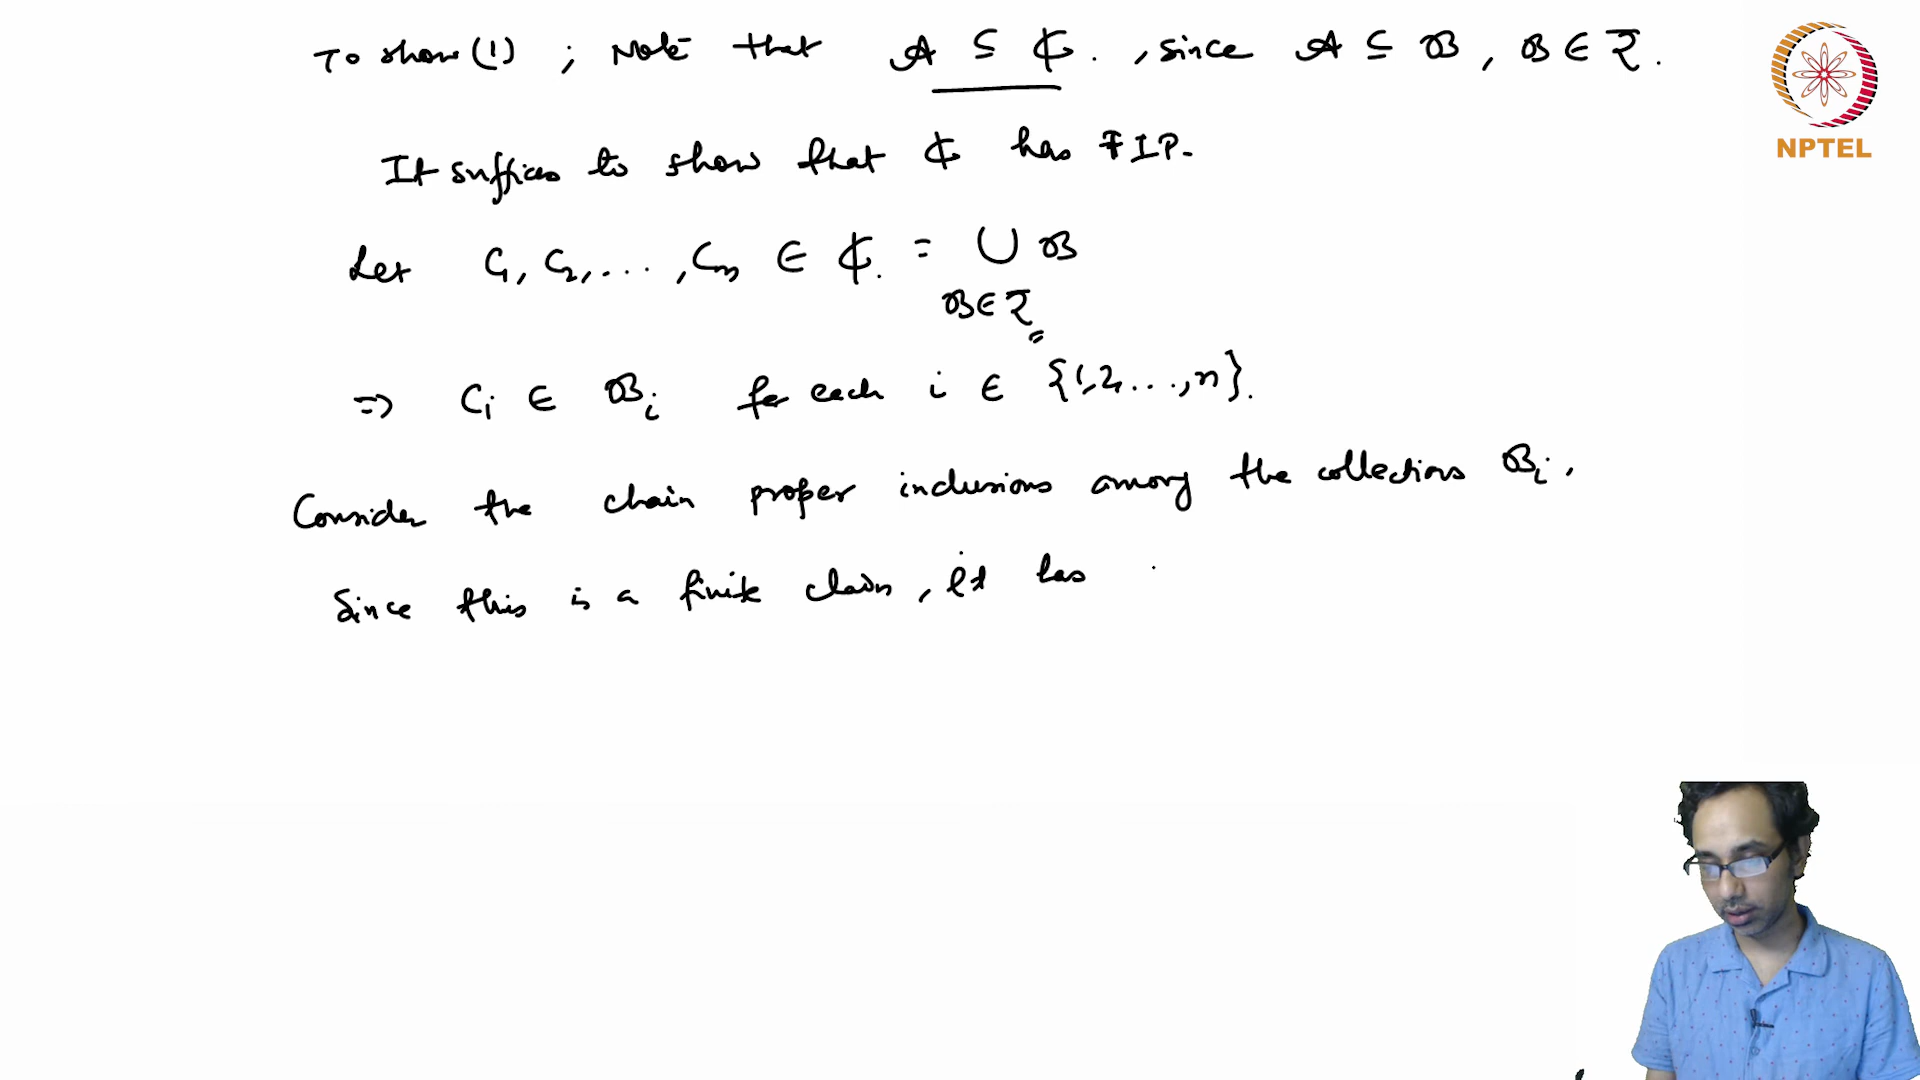 To show (1) ; Note that 𝒜 ⊆ ℭ. , since 𝒜 ⊆ ℬ, ℬ ∈ ζ.
NPTEL
It suffices to show that ℭ has FIP.
Let C₁, C₂, ..., Cₙ ∈ ℭ. = ∪ ℬ
ℬ ∈ ζ
⇒ Cᵢ ∈ ℬᵢ for each i ∈ {1,2,...,n}.
Consider the chain proper inclusions among the collections ℬᵢ.
Since this is a finite chain, it has